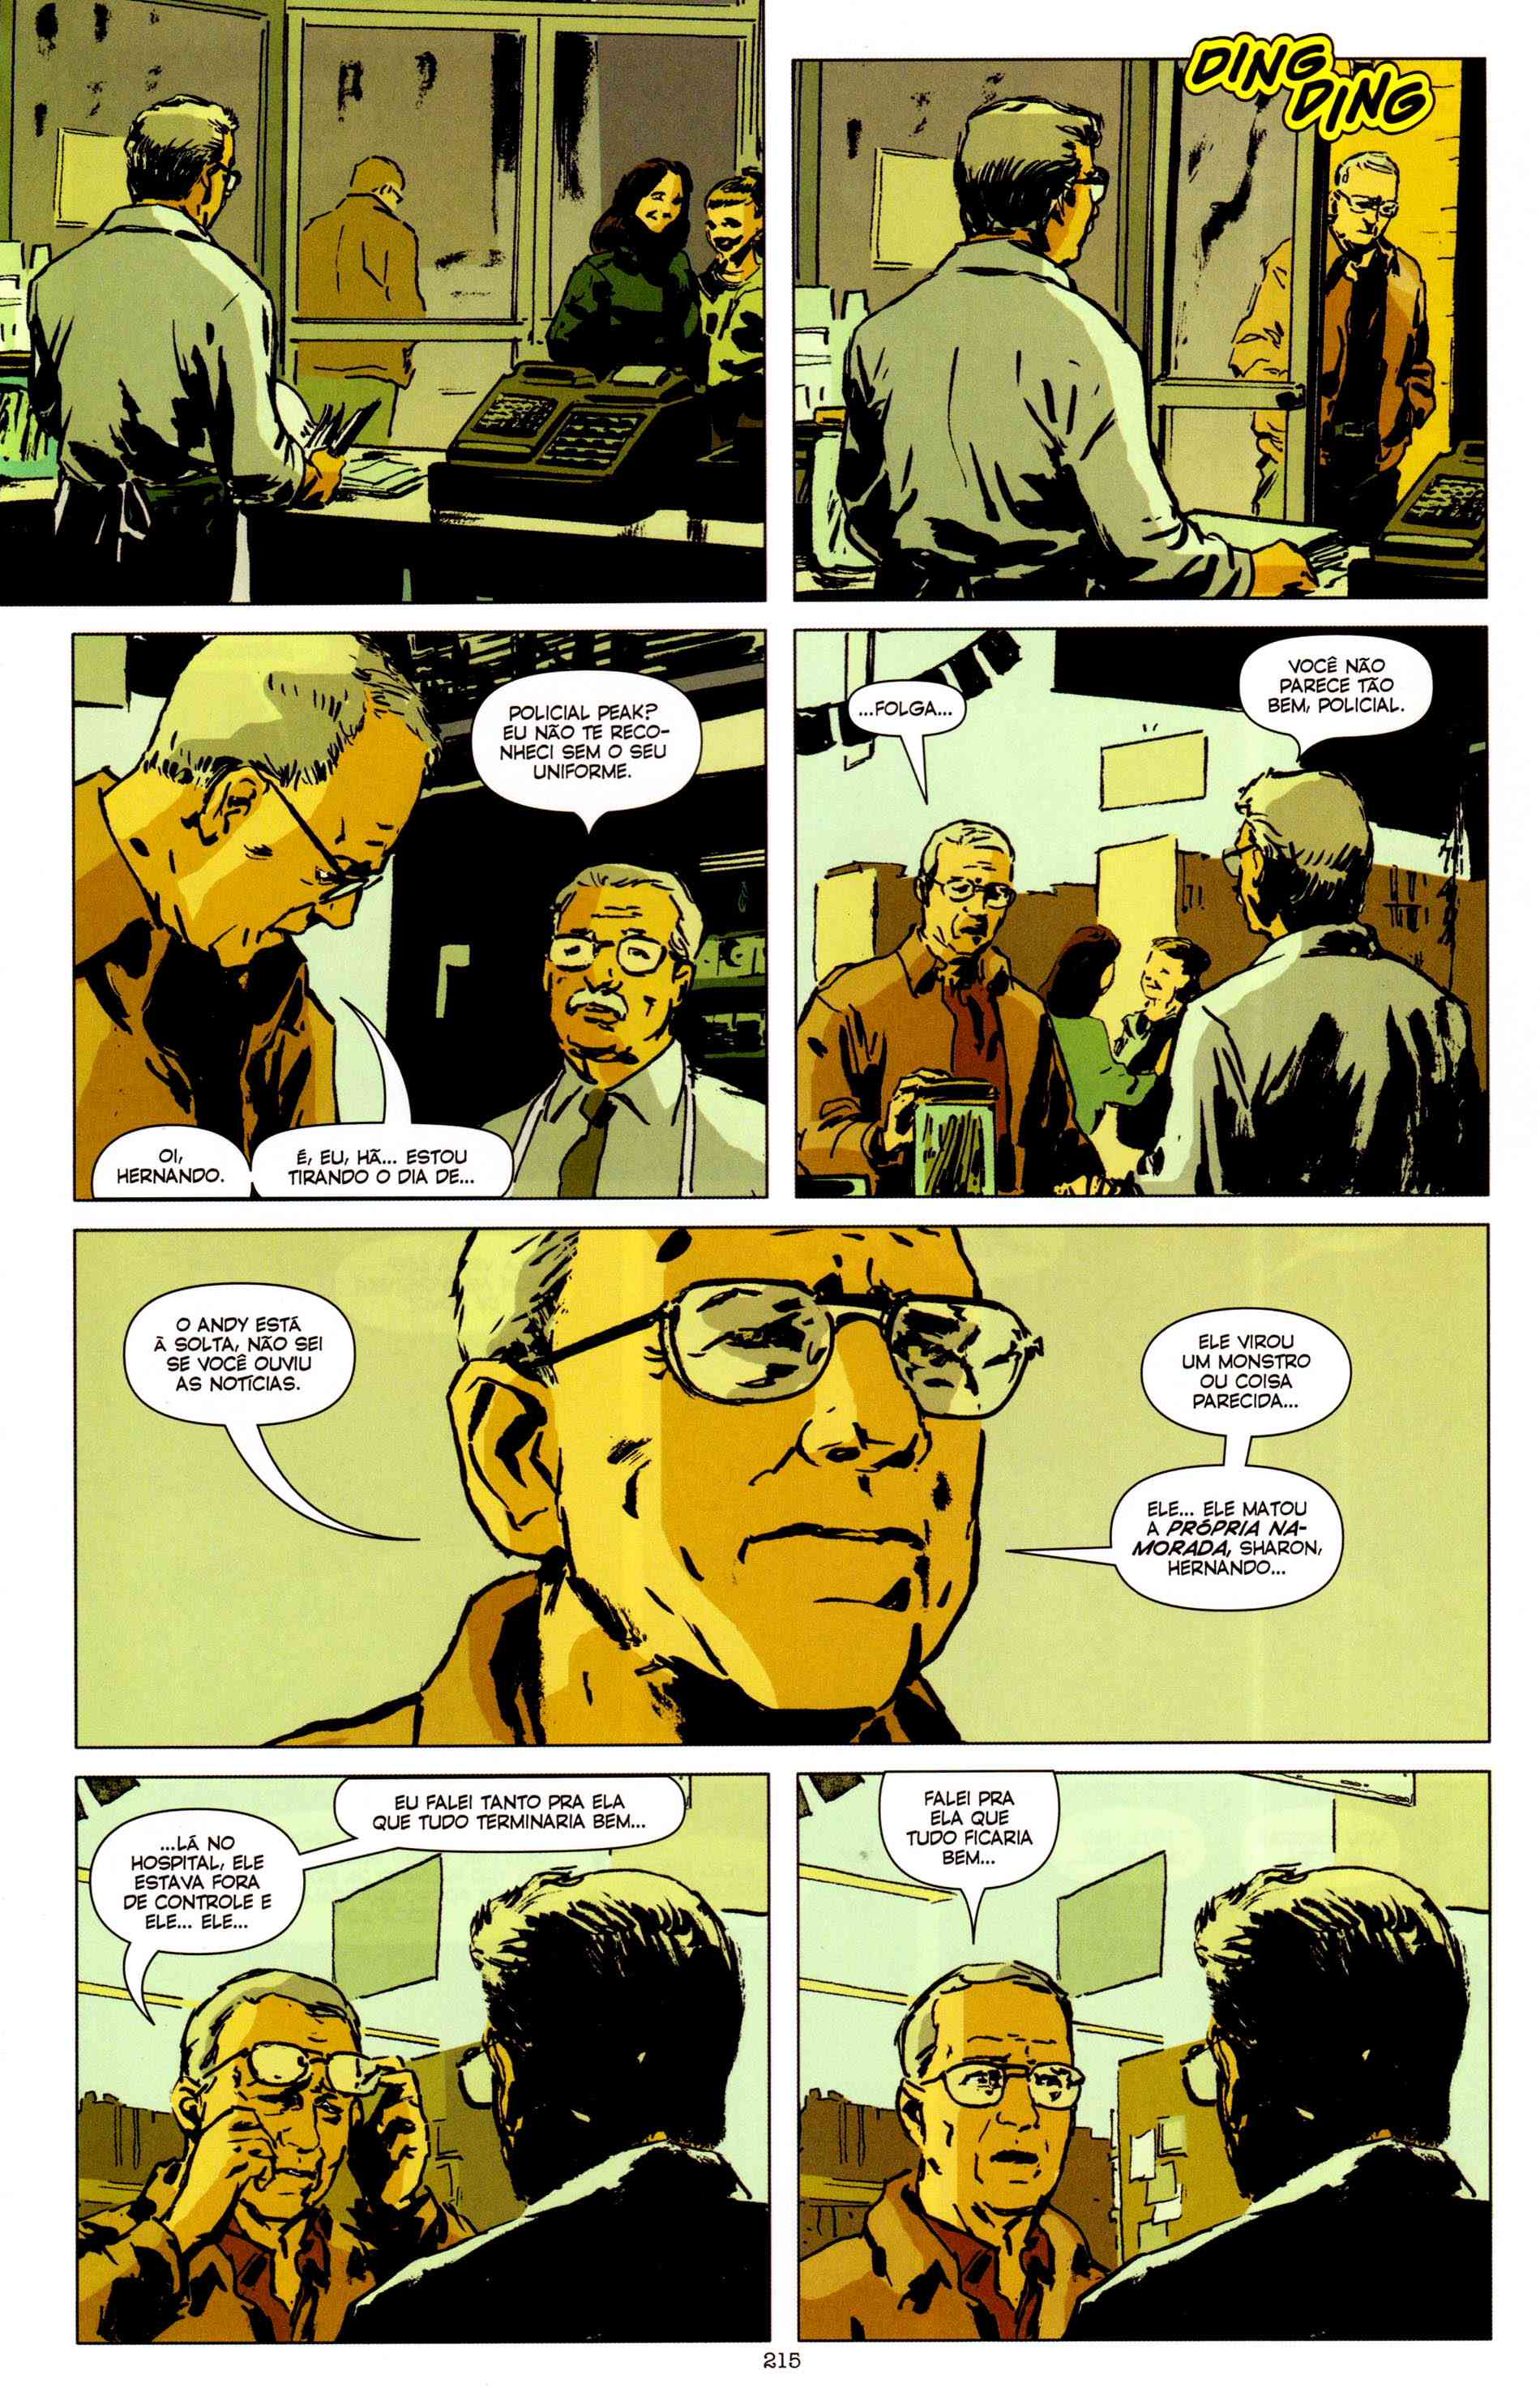 DING
DING
POLICIAL PEAK?
EU NÃO TE RECO-
NHECI SEM O SEU
UNIFORME.
OI,
HERNANDO.
É, EU, HÃ... ESTOU
TIRANDO O DIA DE...
...FOLGA...
VOCÊ NÃO
PARECE TÃO
BEM, POLICIAL.
O ANDY ESTÁ
À SOLTA, NÃO SEI
SE VOCÊ OUVIU
AS NOTÍCIAS.
ELE VIROU
UM MONSTRO
OU COISA
PARECIDA...
ELE... ELE MATOU
A PRÓPRIA NA-
MORADA, SHARON,
HERNANDO...
...LÁ NO
HOSPITAL, ELE
ESTAVA FORA
DE CONTROLE E
ELE... ELE...
EU FALEI TANTO PRA ELA
QUE TUDO TERMINARIA BEM...
FALEI PRA
ELA QUE
TUDO FICARIA
BEM...
215